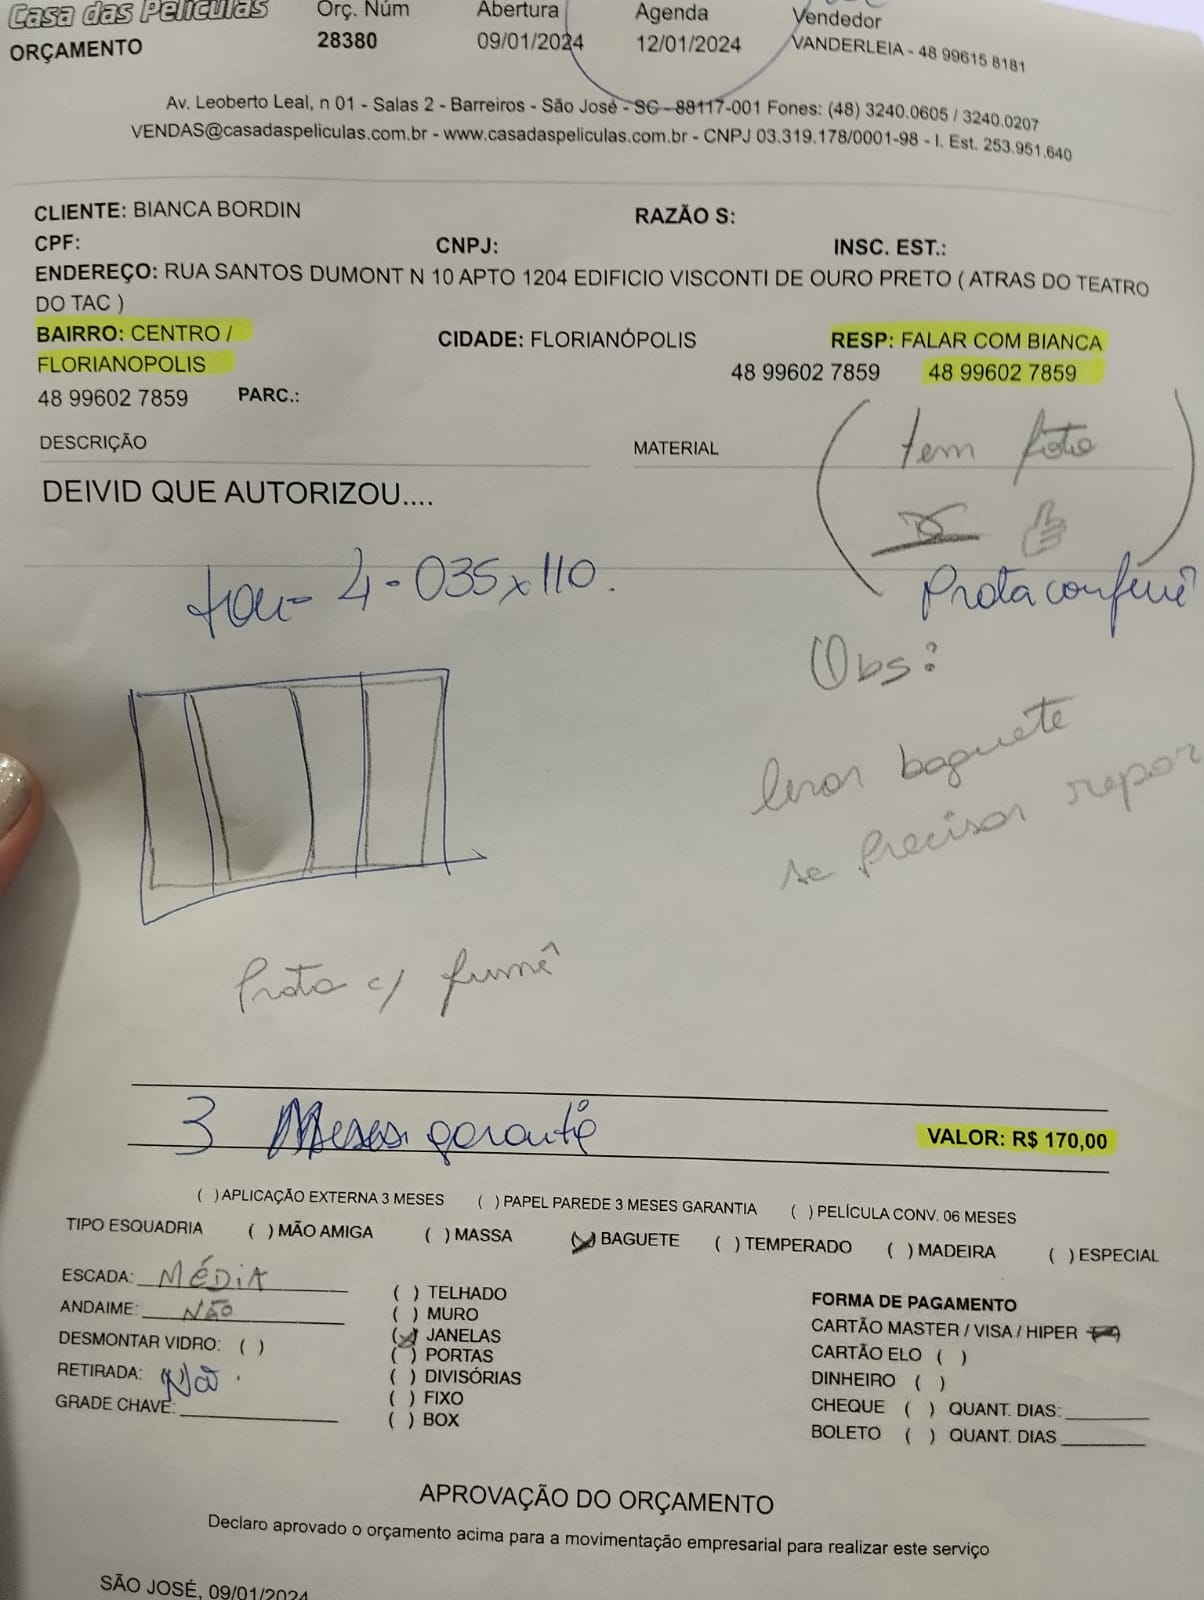 Casa das Películas
ORÇAMENTO
Orç. Núm
28380
Abertura
09/01/2024
Agenda
12/01/2024
Vendedor
VANDERLEIA - 48 99615 8181
Av. Leoberto Leal, n 01 - Salas 2 - Barreiros - São José - SC - 88117-001 Fones: (48) 3240.0605 / 3240.0207
VENDAS@casadaspeliculas.com.br - www.casadaspeliculas.com.br - CNPJ 03.319.178/0001-98 - I. Est. 253.951.640
CLIENTE: BIANCA BORDIN RAZÃO S:
CPF: CNPJ: INSC. EST.:
ENDEREÇO: RUA SANTOS DUMONT N 10 APTO 1204 EDIFICIO VISCONTI DE OURO PRETO ( ATRAS DO TEATRO
DO TAC )
BAIRRO: CENTRO / CIDADE: FLORIANÓPOLIS RESP: FALAR COM BIANCA
FLORIANOPOLIS 48 99602 7859 48 99602 7859
48 99602 7859 PARC.:
DESCRIÇÃO MATERIAL
tem foto
DEIVID QUE AUTORIZOU....
4 - 035x110.
Obs:
levar baguete
se precisar repor
Prata c/ fumê
3 Meses garantia
VALOR: R$ 170,00
( ) APLICAÇÃO EXTERNA 3 MESES ( ) PAPEL PAREDE 3 MESES GARANTIA ( ) PELÍCULA CONV. 06 MESES
TIPO ESQUADRIA ( ) MÃO AMIGA ( ) MASSA (x) BAGUETE ( ) TEMPERADO ( ) MADEIRA ( ) ESPECIAL
ESCADA: MÉDIA
ANDAIME: NÃO
DESMONTAR VIDRO: ( )
RETIRADA: Não.
GRADE CHAVE:
( ) TELHADO
( ) MURO
(x) JANELAS
( ) PORTAS
( ) DIVISÓRIAS
( ) FIXO
( ) BOX
FORMA DE PAGAMENTO
CARTÃO MASTER / VISA / HIPER
CARTÃO ELO ( )
DINHEIRO ( )
CHEQUE ( ) QUANT. DIAS:
BOLETO ( ) QUANT. DIAS
APROVAÇÃO DO ORÇAMENTO
Declaro aprovado o orçamento acima para a movimentação empresarial para realizar este serviço
SÃO JOSÉ, 09/01/2024